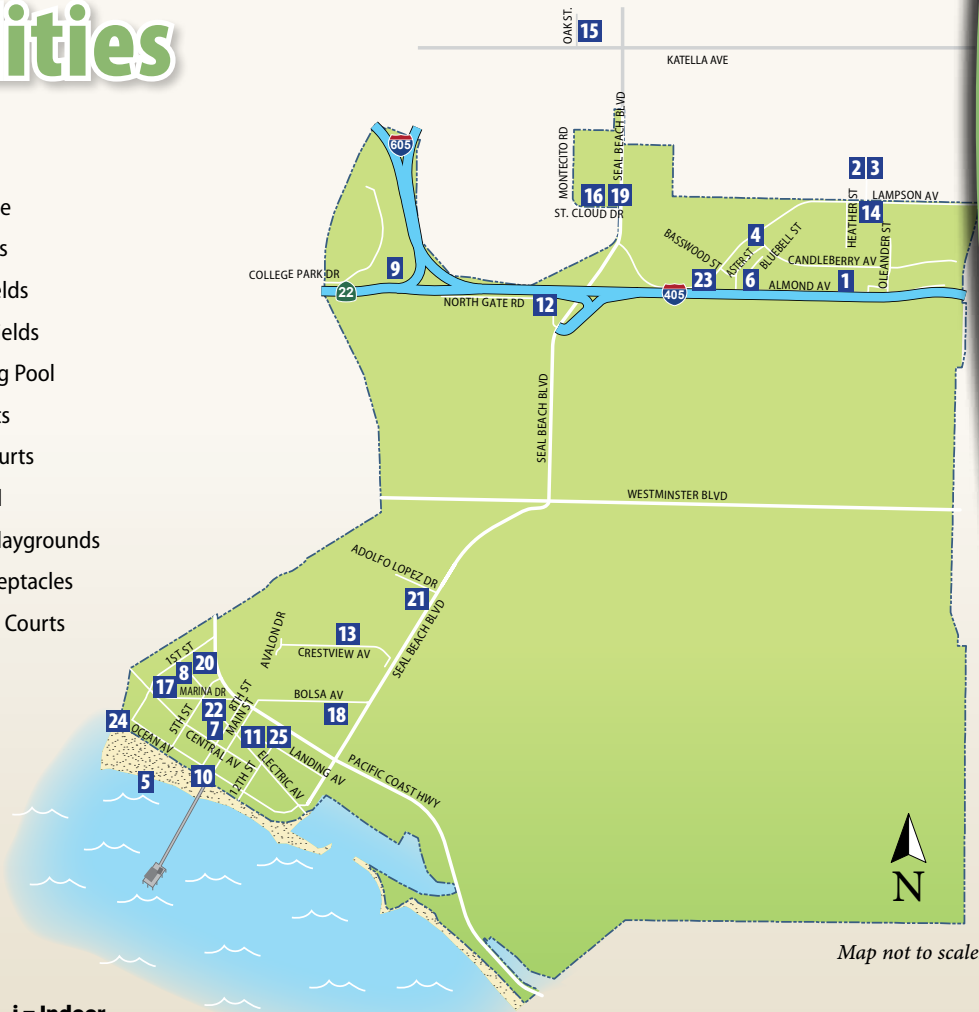 ities
e
s
elds
ields
g Pool
ts
urts
l
laygrounds
eptacles
Courts
i = Indoor
OAK ST.
15
KATELLA AVE
605
MONTECITO RD
SEAL BEACH BLVD
16 19
ST. CLOUD DR
2 3
LAMPSON AV
HEATHER ST
14
4
BASSWOOD ST
ASTER ST
BLUEBELL ST
CANDLEBERRY AV
OLEANDER ST
COLLEGE PARK DR
9
22
NORTH GATE RD
12
405
23
6
ALMOND AV
1
SEAL BEACH BLVD
WESTMINSTER BLVD
ADOLFO LOPEZ DR
21
SEAL BEACH BLVD
AVALON DR
13
CRESTVIEW AV
1ST ST
20
8
17
MARINA DR
8TH ST
MAIN ST
BOLSA AV
18
22
7
5TH ST
24
OCEAN AV
CENTRAL AV
11 25
ELECTRIC AV
LANDING AV
12TH ST
PACIFIC COAST HWY
5
10
N
Map not to scale